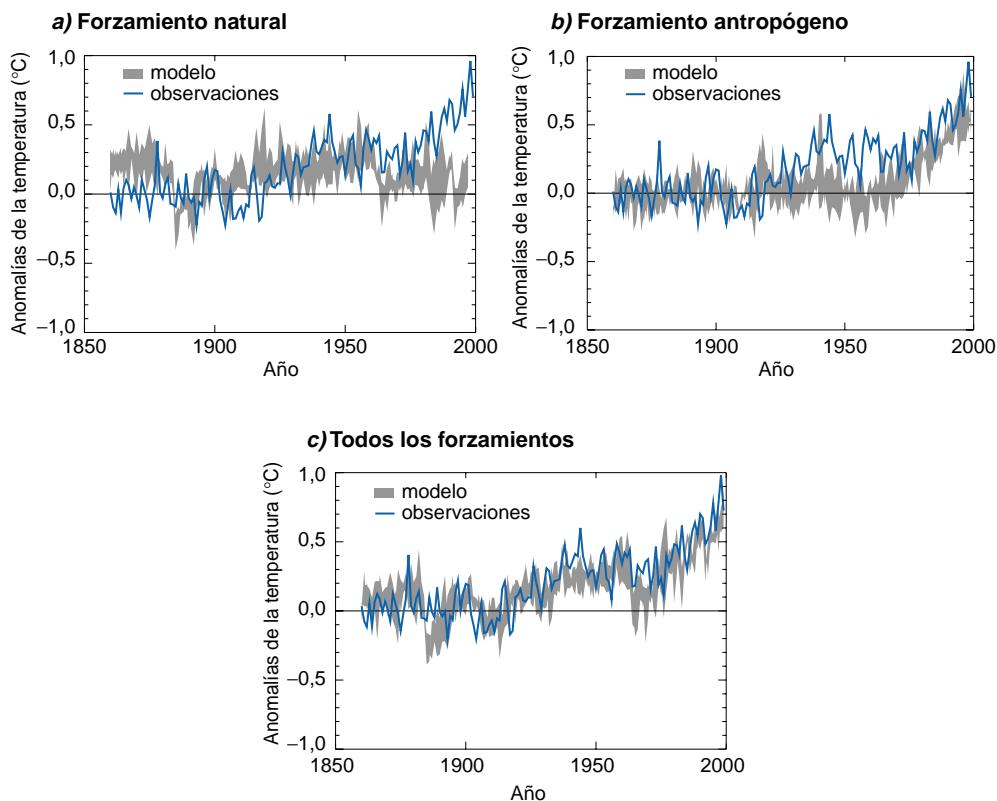 a) Forzamiento natural
Anomalías de la temperatura (°C)
1,0
0,5
0,0
−0,5
−1,0
modelo
observaciones
1850
1900
1950
2000
Año
b) Forzamiento antropógeno
Anomalías de la temperatura (°C)
1,0
0,5
0,0
−0,5
−1,0
modelo
observaciones
1850
1900
1950
2000
Año
c) Todos los forzamientos
Anomalías de la temperatura (°C)
1,0
0,5
0,0
−0,5
−1,0
modelo
observaciones
1850
1900
1950
2000
Año